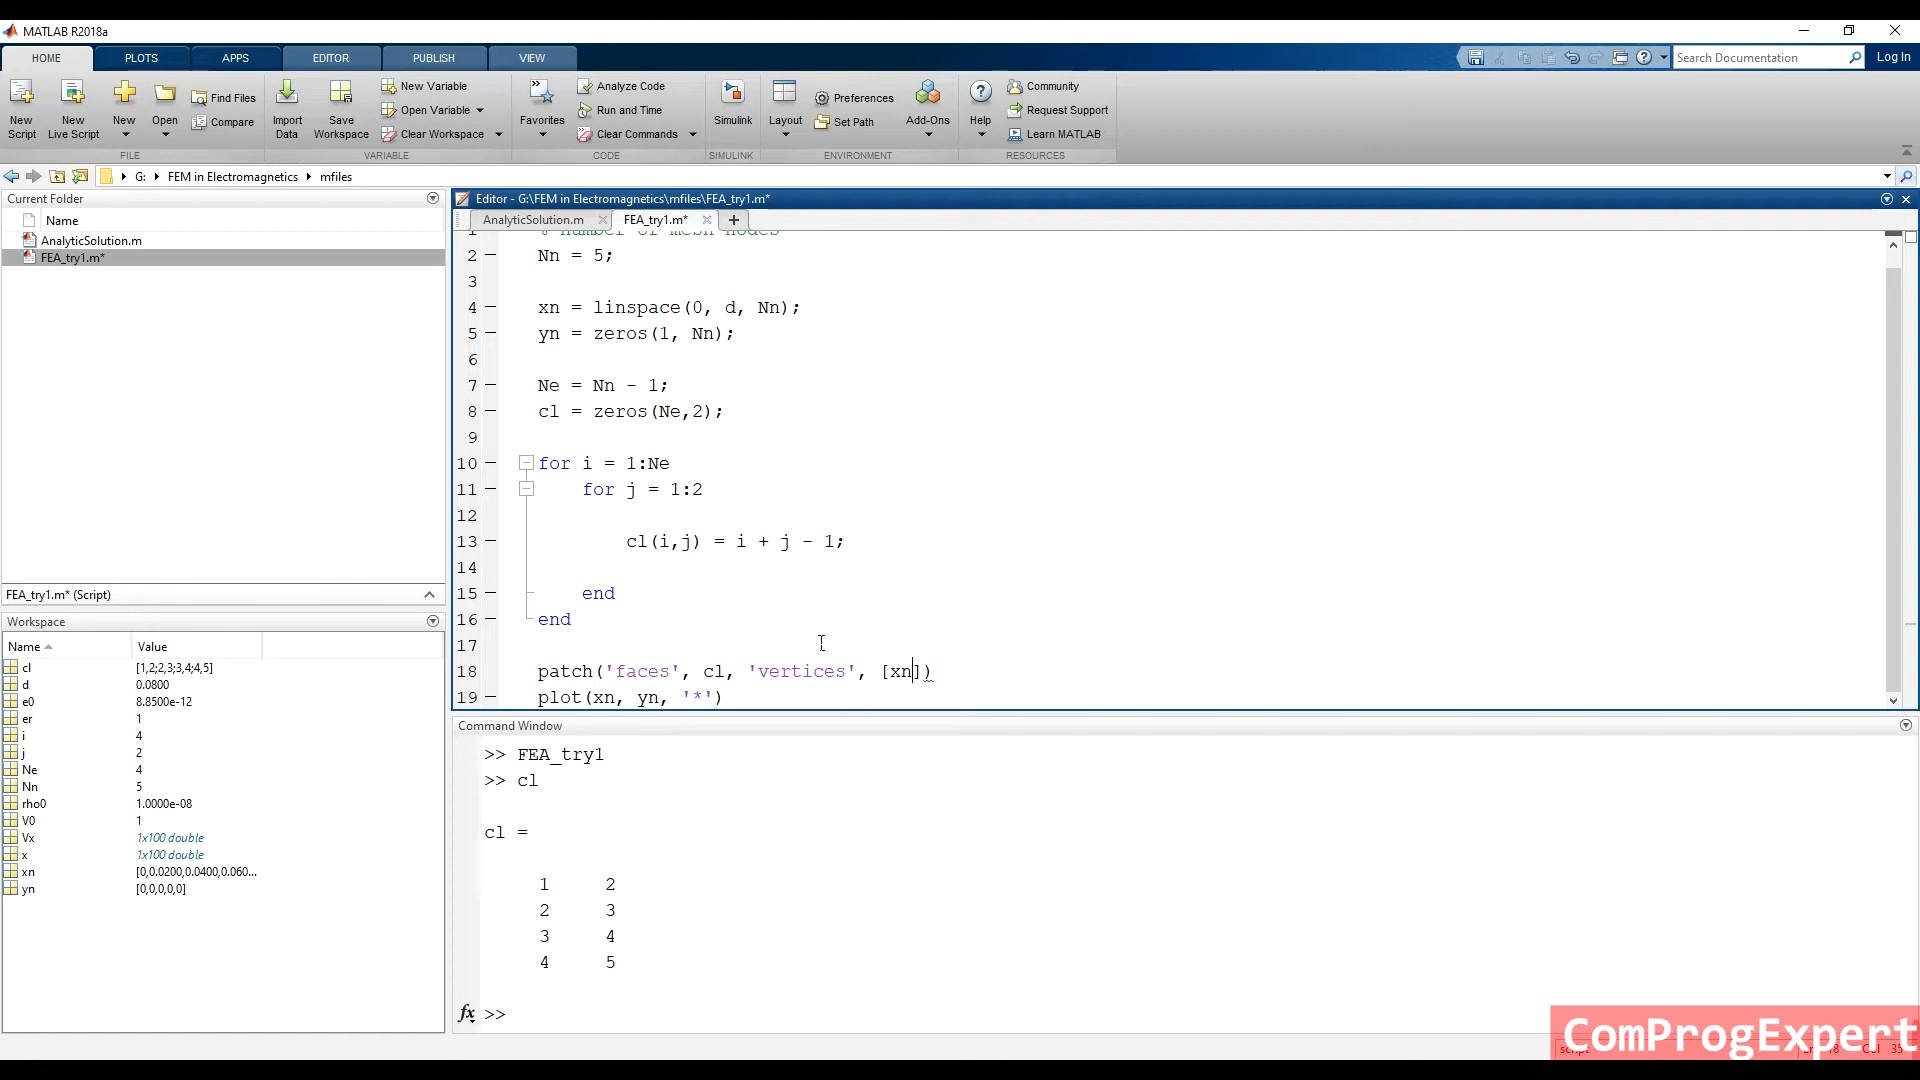 MATLAB R2018a
HOME PLOTS APPS EDITOR PUBLISH VIEW Search Documentation Log In
New Script New Live Script New Open Find Files Compare Import Data Save Workspace New Variable Open Variable Clear Workspace Favorites Analyze Code Run and Time Clear Commands Simulink Layout Preferences Set Path Add-Ons Help Community Request Support Learn MATLAB
FILE VARIABLE CODE SIMULINK ENVIRONMENT RESOURCES
G: FEM in Electromagnetics mfiles
Current Folder
Name
AnalyticSolution.m
FEA_try1.m*
FEA_try1.m* (Script)
Workspace
Name Value
cl [1,2;2,3;3,4;4,5]
d 0.0800
e0 8.8500e-12
er 1
i 4
j 2
Ne 4
Nn 5
rho0 1.0000e-08
V0 1
Vx 1x100 double
x 1x100 double
xn [0,0.0200,0.0400,0.060...
yn [0,0,0,0,0]
Editor - G:\FEM in Electromagnetics\mfiles\FEA_try1.m*
AnalyticSolution.m FEA_try1.m*
1 % number of mesh nodes
2 Nn = 5;
3
4 xn = linspace(0, d, Nn);
5 yn = zeros(1, Nn);
6
7 Ne = Nn - 1;
8 cl = zeros(Ne,2);
9
10 for i = 1:Ne
11 for j = 1:2
12
13 cl(i,j) = i + j - 1;
14
15 end
16 end
17
18 patch('faces', cl, 'vertices', [xn])
19 plot(xn, yn, '*')
Command Window
>> FEA_try1
>> cl
cl =
1 2
2 3
3 4
4 5
fx >>
ComProgExpert
script